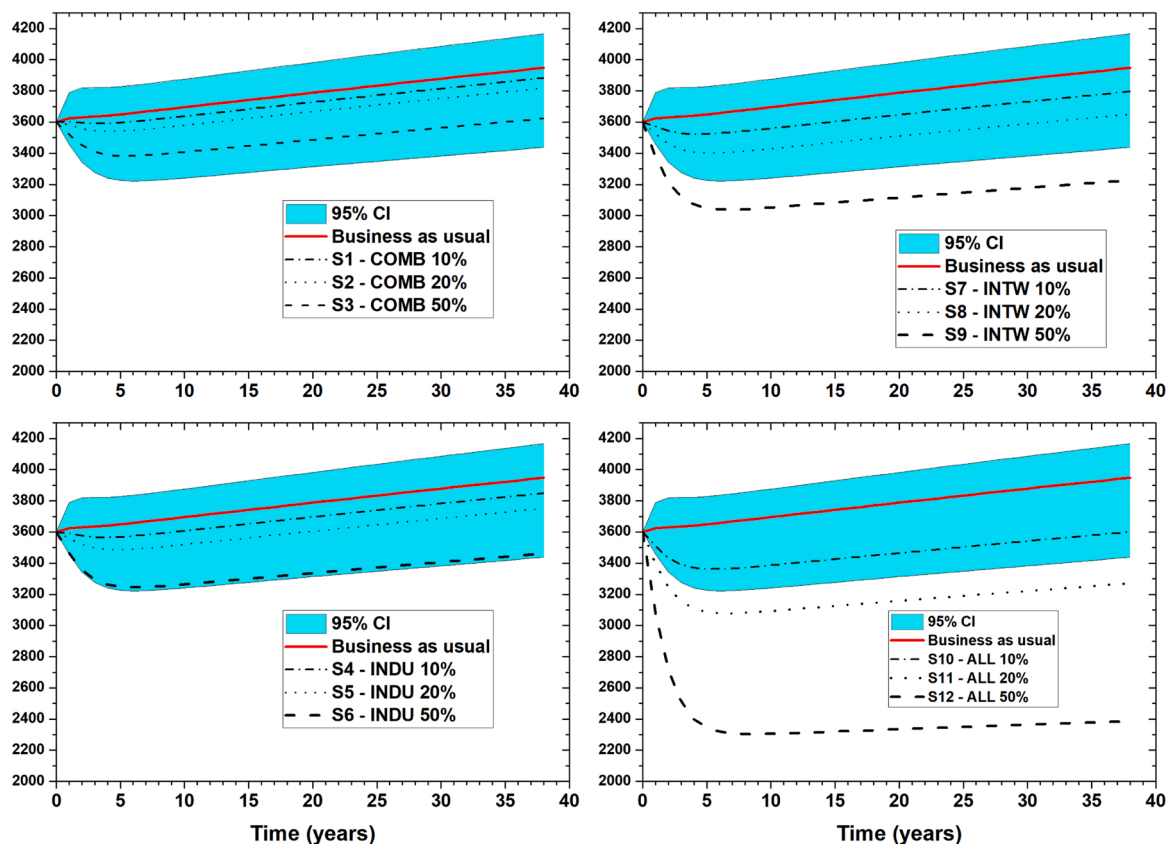 4200
4000
3800
3600
3400
3200
3000
2800
2600
2400
2200
2000
0 5 10 15 20 25 30 35 40
95% CI
Business as usual
S1 - COMB 10%
S2 - COMB 20%
S3 - COMB 50%
4200
4000
3800
3600
3400
3200
3000
2800
2600
2400
2200
2000
0 5 10 15 20 25 30 35 40
95% CI
Business as usual
S7 - INTW 10%
S8 - INTW 20%
S9 - INTW 50%
4200
4000
3800
3600
3400
3200
3000
2800
2600
2400
2200
2000
0 5 10 15 20 25 30 35 40
Time (years)
95% CI
Business as usual
S4 - INDU 10%
S5 - INDU 20%
S6 - INDU 50%
4200
4000
3800
3600
3400
3200
3000
2800
2600
2400
2200
2000
0 5 10 15 20 25 30 35 40
Time (years)
95% CI
Business as usual
S10 - ALL 10%
S11 - ALL 20%
S12 - ALL 50%